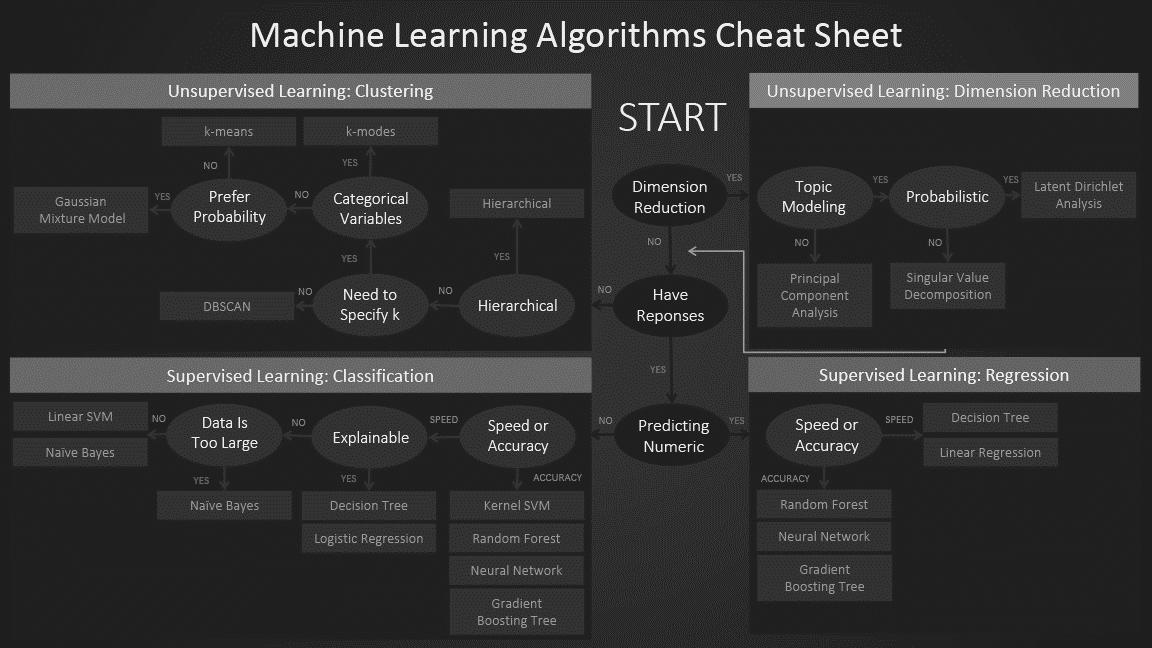 Machine Learning Algorithms Cheat Sheet
Unsupervised Learning: Clustering
k-means
k-modes
NO
YES
Gaussian
Mixture Model
YES
Prefer
Probability
NO
Categorical
Variables
Hierarchical
YES
YES
DBSCAN
NO
Need to
Specify k
NO
Hierarchical
START
Dimension
Reduction
YES
NO
NO
Have
Reponses
YES
NO
Predicting
Numeric
YES
Unsupervised Learning: Dimension Reduction
Topic
Modeling
YES
Probabilistic
YES
Latent Dirichlet
Analysis
NO
NO
Principal
Component
Analysis
Singular Value
Decomposition
Supervised Learning: Classification
Linear SVM
Naïve Bayes
NO
Data Is
Too Large
NO
Explainable
SPEED
Speed or
Accuracy
YES
YES
ACCURACY
Naïve Bayes
Decision Tree
Logistic Regression
Kernel SVM
Random Forest
Neural Network
Gradient
Boosting Tree
Supervised Learning: Regression
Speed or
Accuracy
SPEED
Decision Tree
Linear Regression
ACCURACY
Random Forest
Neural Network
Gradient
Boosting Tree